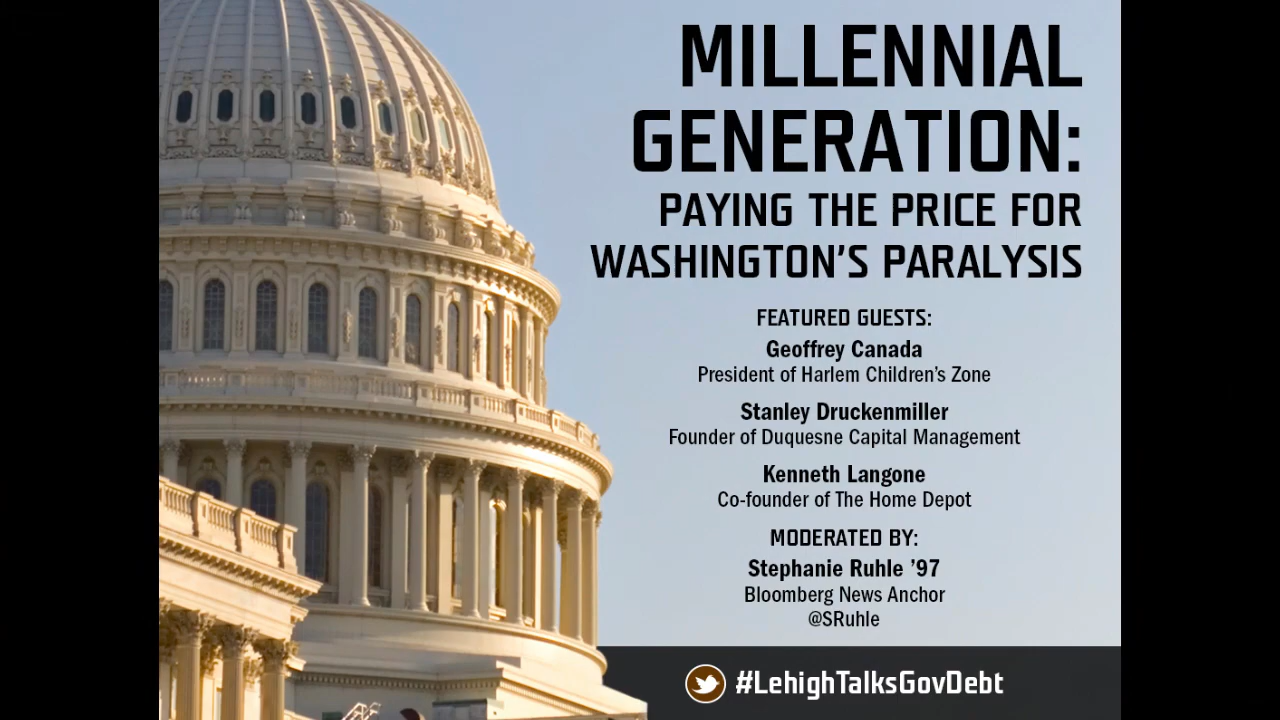 MILLENNIAL
GENERATION:
PAYING THE PRICE FOR
WASHINGTON'S PARALYSIS
FEATURED GUESTS:
Geoffrey Canada
President of Harlem Children's Zone
Stanley Druckenmiller
Founder of Duquesne Capital Management
Kenneth Langone
Co-founder of The Home Depot
MODERATED BY:
Stephanie Ruhle ’97
Bloomberg News Anchor
@SRuhle
#LehighTalksGovDebt